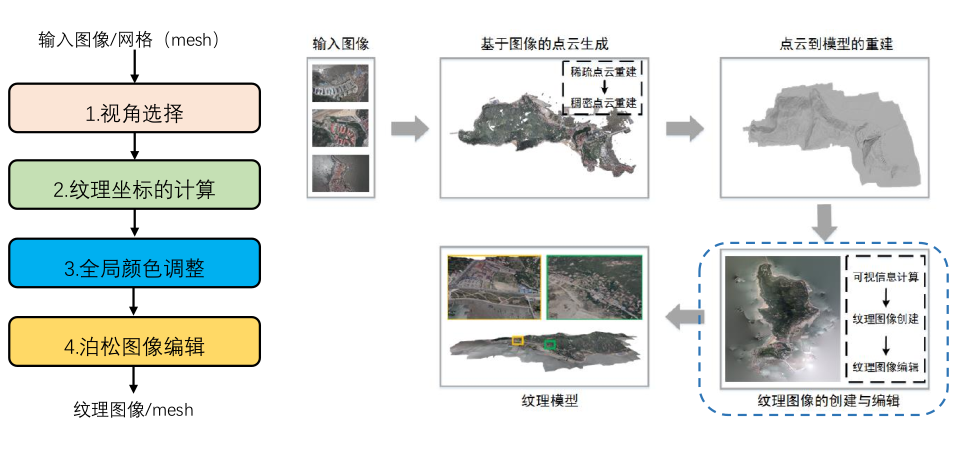 输入图像/网格（mesh）
1.视角选择
2.纹理坐标的计算
3.全局颜色调整
4.泊松图像编辑
纹理图像/mesh
输入图像
基于图像的点云生成
稀疏点云重建
稠密点云重建
点云到模型的重建
可视信息计算
纹理图像创建
纹理图像编辑
纹理图像的创建与编辑
纹理模型